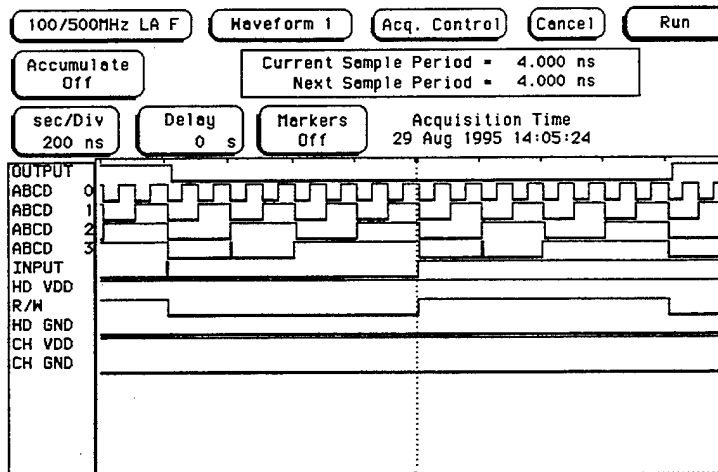 100/500MHz LA F
Waveform 1
Acq. Control
Cancel
Run
Accumulate
Off
Current Sample Period = 4.000 ns
Next Sample Period = 4.000 ns
sec/Div
200 ns
Delay
0 s
Markers
Off
Acquisition Time
29 Aug 1995 14:05:24
OUTPUT
ABCD 0
ABCD 1
ABCD 2
ABCD 3
INPUT
HD VDD
R/W
HD GND
CH VDD
CH GND